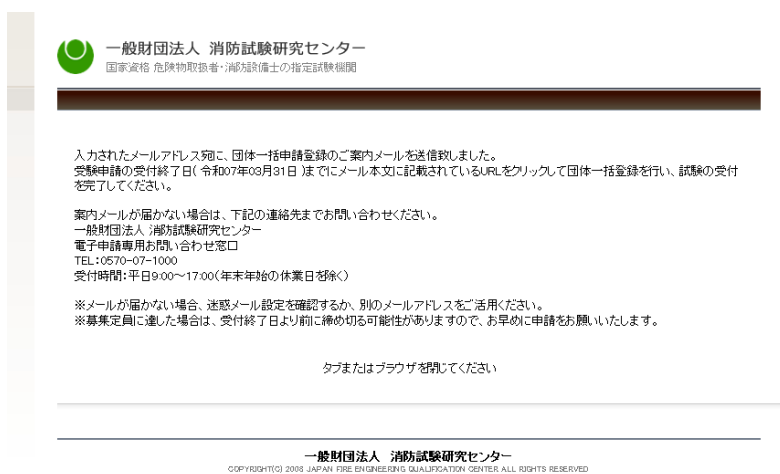 一般財団法人 消防試験研究センター
国家資格 危険物取扱者・消防設備士の指定試験機関
入力されたメールアドレス宛に、団体一括申請登録のご案内メールを送信致しました。
受験申請の受付終了日( 令和07年03月31日 )までにメール本文に記載されているURLをクリックして団体一括登録を行い、試験の受付
を完了してください。
案内メールが届かない場合は、下記の連絡先までお問い合わせください。
一般財団法人 消防試験研究センター
電子申請専用お問い合わせ窓口
TEL:0570-07-1000
受付時間:平日9:00～17:00(年末年始の休業日を除く)
※メールが届かない場合、迷惑メール設定を確認するか、別のメールアドレスをご活用ください。
※募集定員に達した場合は、受付終了日より前に締め切る可能性がありますので、お早めに申請をお願いいたします。
タブまたはブラウザを閉じてください
一般財団法人 消防試験研究センター
COPYRIGHT(C) 2008 JAPAN FIRE ENGINEERING QUALIFICATION CENTER ALL RIGHTS RESERVED